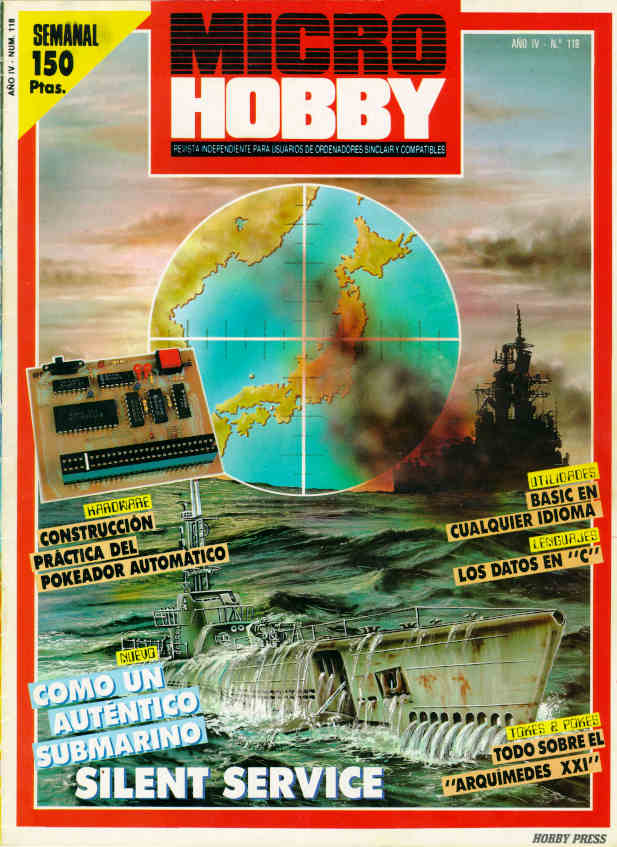 AÑO IV - NUM. 118
SEMANAL
150
Ptas.
MICRO
HOBBY
AÑO IV - N.º 118
REVISTA INDEPENDIENTE PARA USUARIOS DE ORDENADORES SINCLAIR Y COMPATIBLES
HARDWARE
CONSTRUCCIÓN
PRÁCTICA DEL
POKEADOR AUTOMÁTICO
UTILIDADES
BASIC EN
CUALQUIER IDIOMA
LENGUAJES
LOS DATOS EN "C"
NUEVO
COMO UN
AUTÉNTICO
SUBMARINO
SILENT SERVICE
TOKES & POKES
TODO SOBRE EL
"ARQUÍMEDES XXI"
HOBBY PRESS